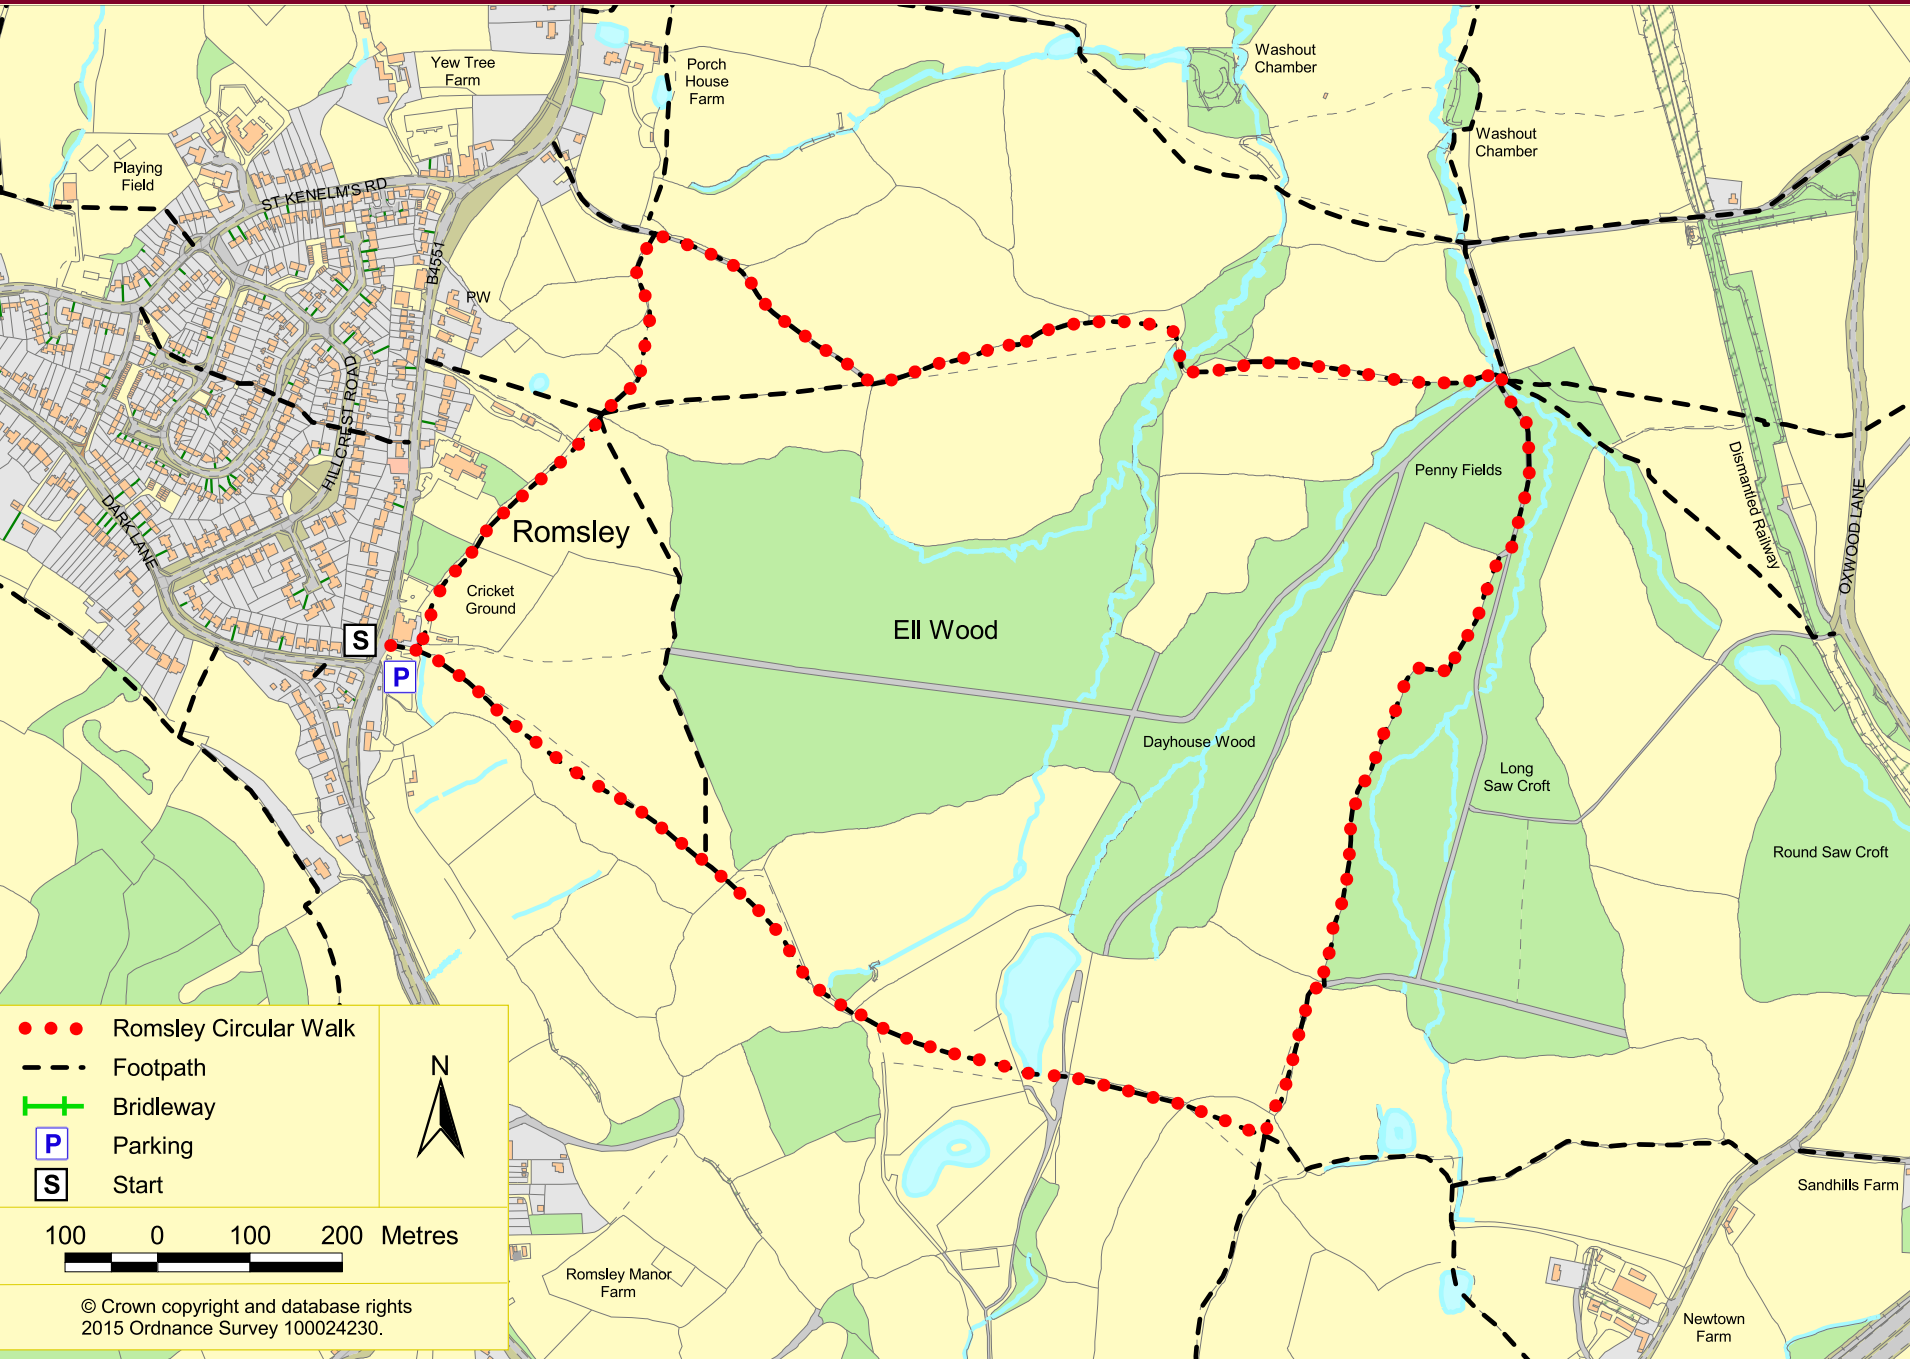 Yew Tree
Farm
Porch
House
Farm
Washout
Chamber
Washout
Chamber
Playing
Field
ST KENELM'S RD
B4551
PW
HILLCREST ROAD
DARK LANE
Romsley
Cricket
Ground
S
P
Ell Wood
Penny Fields
Dismantled Railway
OXWOOD LANE
Dayhouse Wood
Long
Saw Croft
Round Saw Croft
Romsley Circular Walk
Footpath
Bridleway
P Parking
S Start
N
100 0 100 200 Metres
© Crown copyright and database rights
2015 Ordnance Survey 100024230.
Romsley Manor
Farm
Sandhills Farm
Newtown
Farm